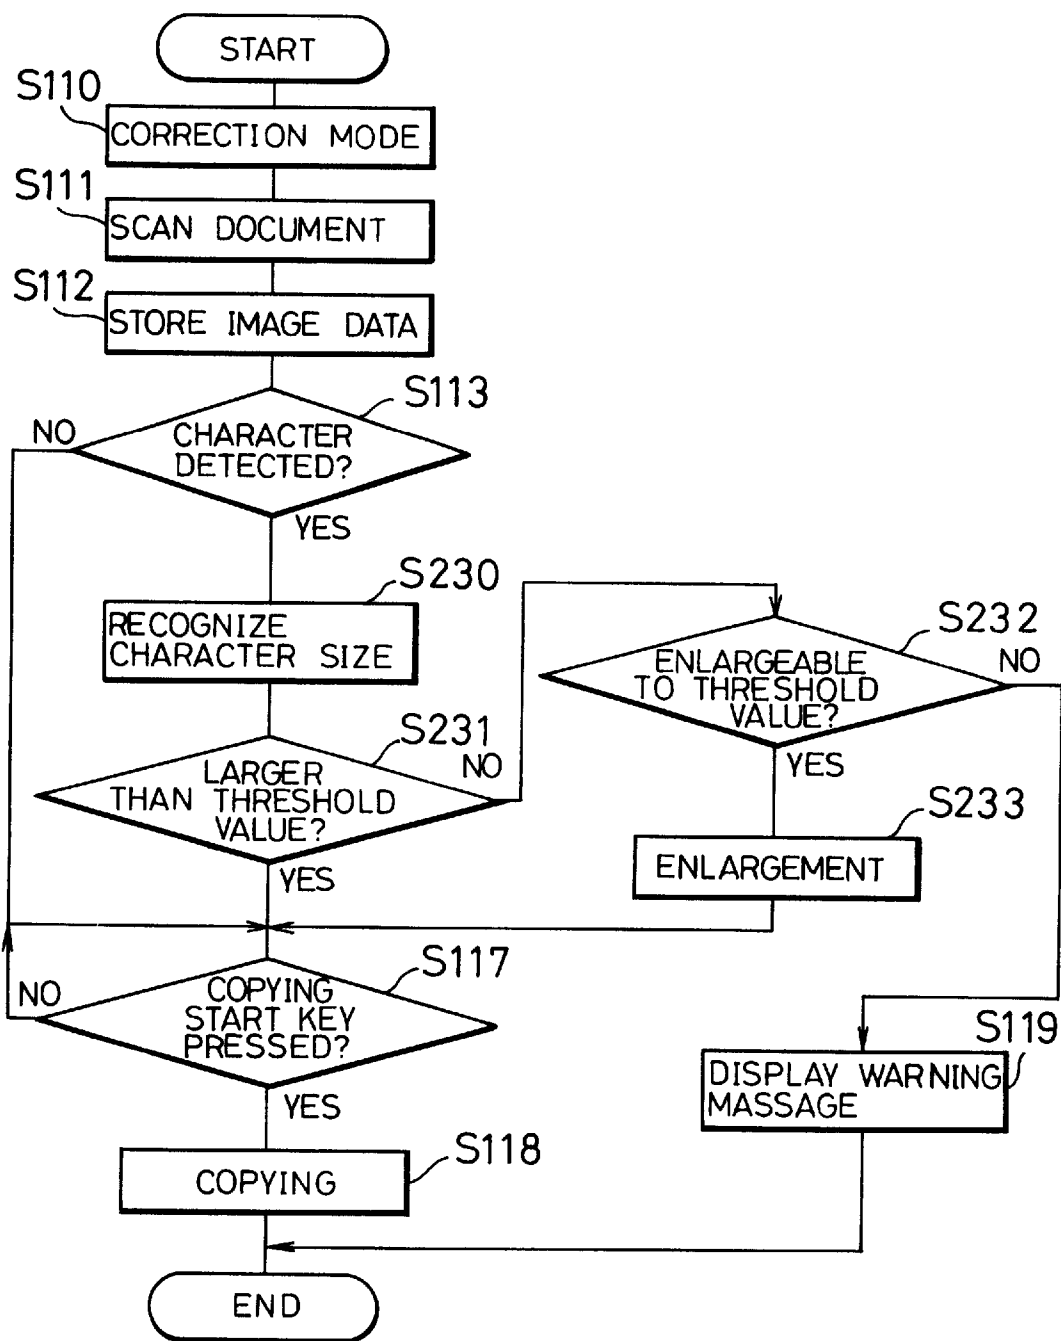 START
S110
CORRECTION MODE
S111
SCAN DOCUMENT
S112
STORE IMAGE DATA
S113
NO
CHARACTER
DETECTED?
YES
S230
RECOGNIZE
CHARACTER SIZE
S232
ENLARGEABLE
TO THRESHOLD
VALUE?
NO
YES
S231
NO
LARGER
THAN THRESHOLD
VALUE?
YES
S233
ENLARGEMENT
S117
NO
COPYING
START KEY
PRESSED?
YES
S119
DISPLAY WARNING
MASSAGE
S118
COPYING
END